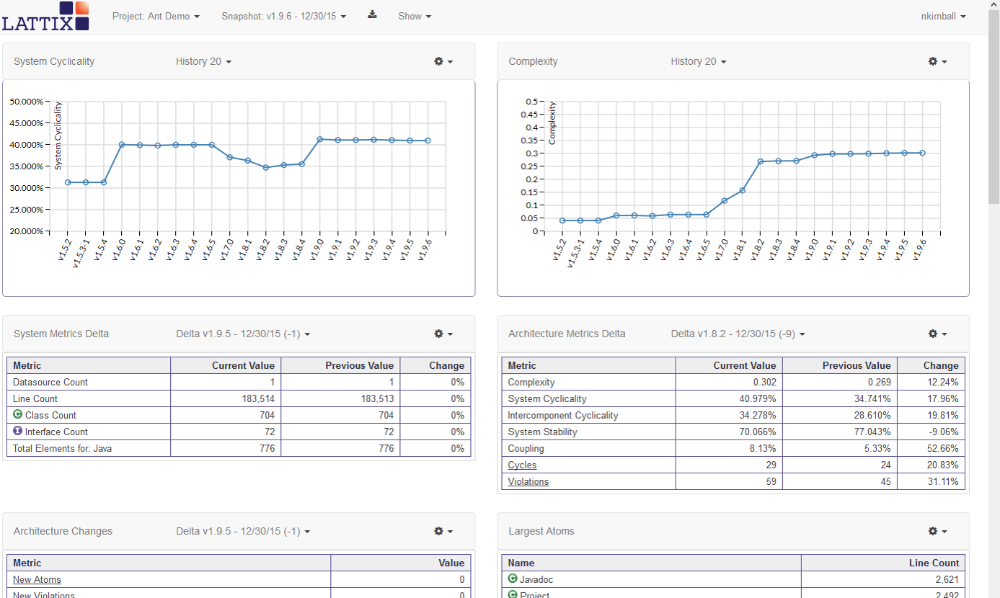 LATTIX Project: Ant Demo Snapshot: v1.9.6 - 12/30/15 Show nkimball
System Cyclicality History 20
50.000%
45.000%
40.000%
35.000%
30.000%
25.000%
20.000%
System Cyclicality
v1.5.2 v1.5.3-1 v1.5.4 v1.6.0 v1.6.1 v1.6.2 v1.6.3 v1.6.4 v1.6.5 v1.7.0 v1.8.1 v1.8.2 v1.8.3 v1.8.4 v1.9.0 v1.9.1 v1.9.2 v1.9.3 v1.9.4 v1.9.5 v1.9.6
Complexity History 20
0.5
0.45
0.4
0.35
0.3
0.25
0.2
0.15
0.1
0.05
0
Complexity
v1.5.2 v1.5.3-1 v1.5.4 v1.6.0 v1.6.1 v1.6.2 v1.6.3 v1.6.4 v1.6.5 v1.7.0 v1.8.1 v1.8.2 v1.8.3 v1.8.4 v1.9.0 v1.9.1 v1.9.2 v1.9.3 v1.9.4 v1.9.5 v1.9.6
System Metrics Delta Delta v1.9.5 - 12/30/15 (-1)
Metric Current Value Previous Value Change
Datasource Count 1 1 0%
Line Count 183,514 183,513 0%
C Class Count 704 704 0%
I Interface Count 72 72 0%
Total Elements for: Java 776 776 0%
Architecture Metrics Delta Delta v1.8.2 - 12/30/15 (-9)
Metric Current Value Previous Value Change
Complexity 0.302 0.269 12.24%
System Cyclicality 40.979% 34.741% 17.96%
Intercomponent Cyclicality 34.278% 28.610% 19.81%
System Stability 70.066% 77.043% -9.06%
Coupling 8.13% 5.33% 52.66%
Cycles 29 24 20.83%
Violations 59 45 31.11%
Architecture Changes Delta v1.9.5 - 12/30/15 (-1)
Metric Value
New Atoms 0
New Violations 0
Largest Atoms
Name Line Count
C Javadoc 2,621
C Project 2,492